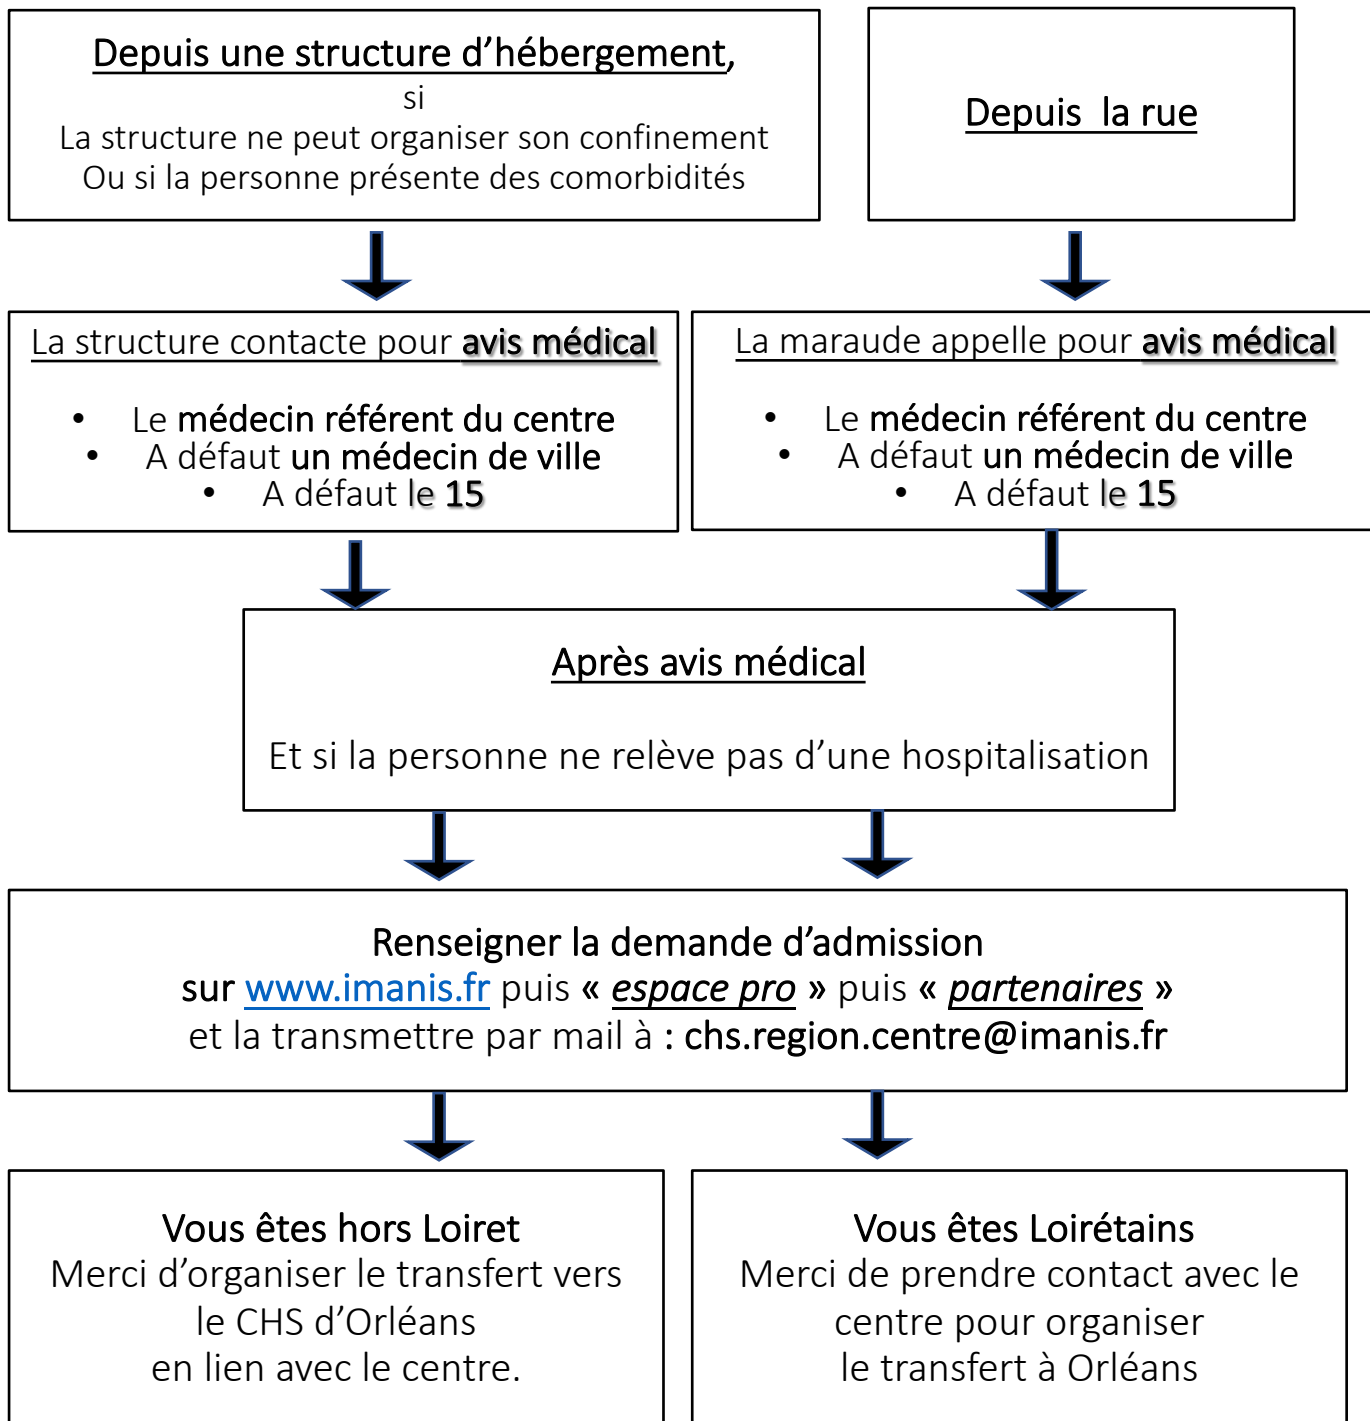 Depuis une structure d’hébergement,
si
La structure ne peut organiser son confinement
Ou si la personne présente des comorbidités
Depuis la rue
La structure contacte pour avis médical
• Le médecin référent du centre
• A défaut un médecin de ville
• A défaut le 15
La maraude appelle pour avis médical
• Le médecin référent du centre
• A défaut un médecin de ville
• A défaut le 15
Après avis médical
Et si la personne ne relève pas d’une hospitalisation
Renseigner la demande d’admission
sur www.imanis.fr puis « espace pro » puis « partenaires »
et la transmettre par mail à : chs.region.centre@imanis.fr
Vous êtes hors Loiret
Merci d’organiser le transfert vers
le CHS d’Orléans
en lien avec le centre.
Vous êtes Loirétains
Merci de prendre contact avec le
centre pour organiser
le transfert à Orléans